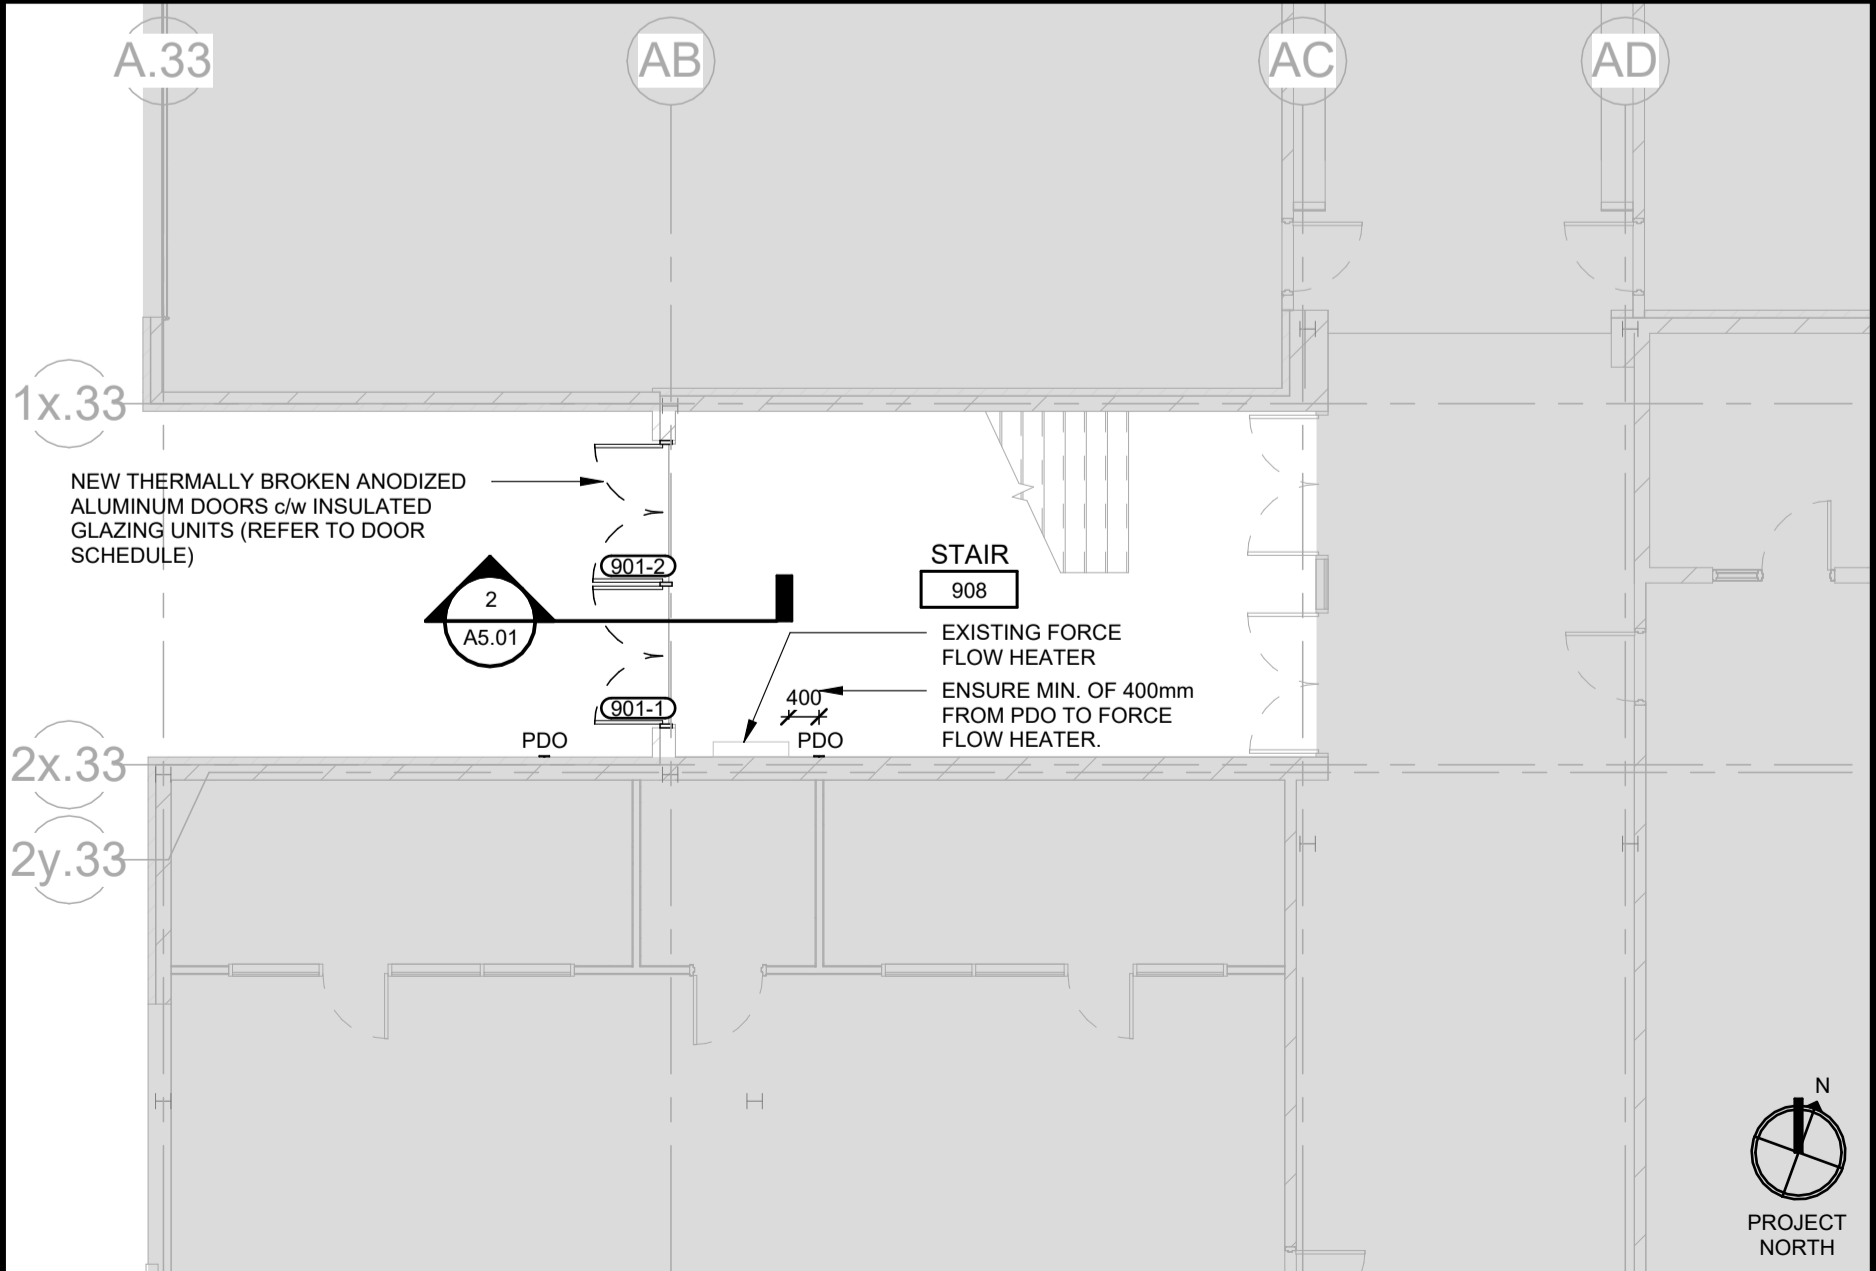 A.33
AB
AC
AD
1x.33
NEW THERMALLY BROKEN ANODIZED
ALUMINUM DOORS c/w INSULATED
GLAZING UNITS (REFER TO DOOR
SCHEDULE)
901-2
2
A5.01
STAIR
908
EXISTING FORCE
FLOW HEATER
ENSURE MIN. OF 400mm
FROM PDO TO FORCE
FLOW HEATER.
400
901-1
PDO
PDO
2x.33
2y.33
N
PROJECT
NORTH